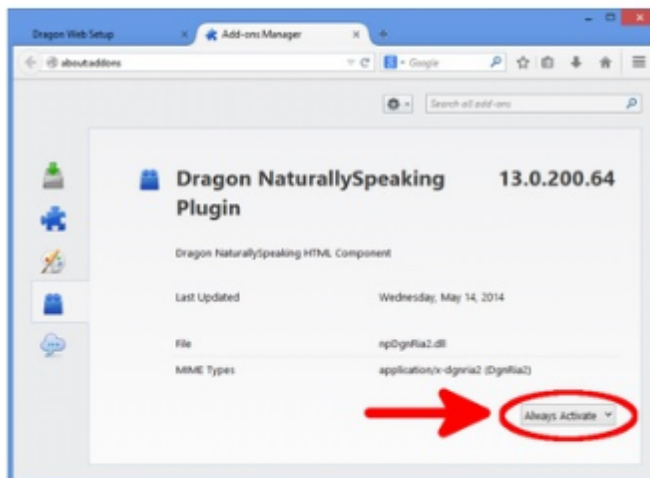 Dragon Web Setup
Add-ons Manager
about:addons
Google
Search all add-ons
Dragon NaturallySpeaking 13.0.200.64
Plugin
Dragon NaturallySpeaking HTML Component
Last Updated Wednesday, May 14, 2014
File npDgnRia2.dll
MIME Types application/x-dgnria2 (DgnRia2)
Always Activate